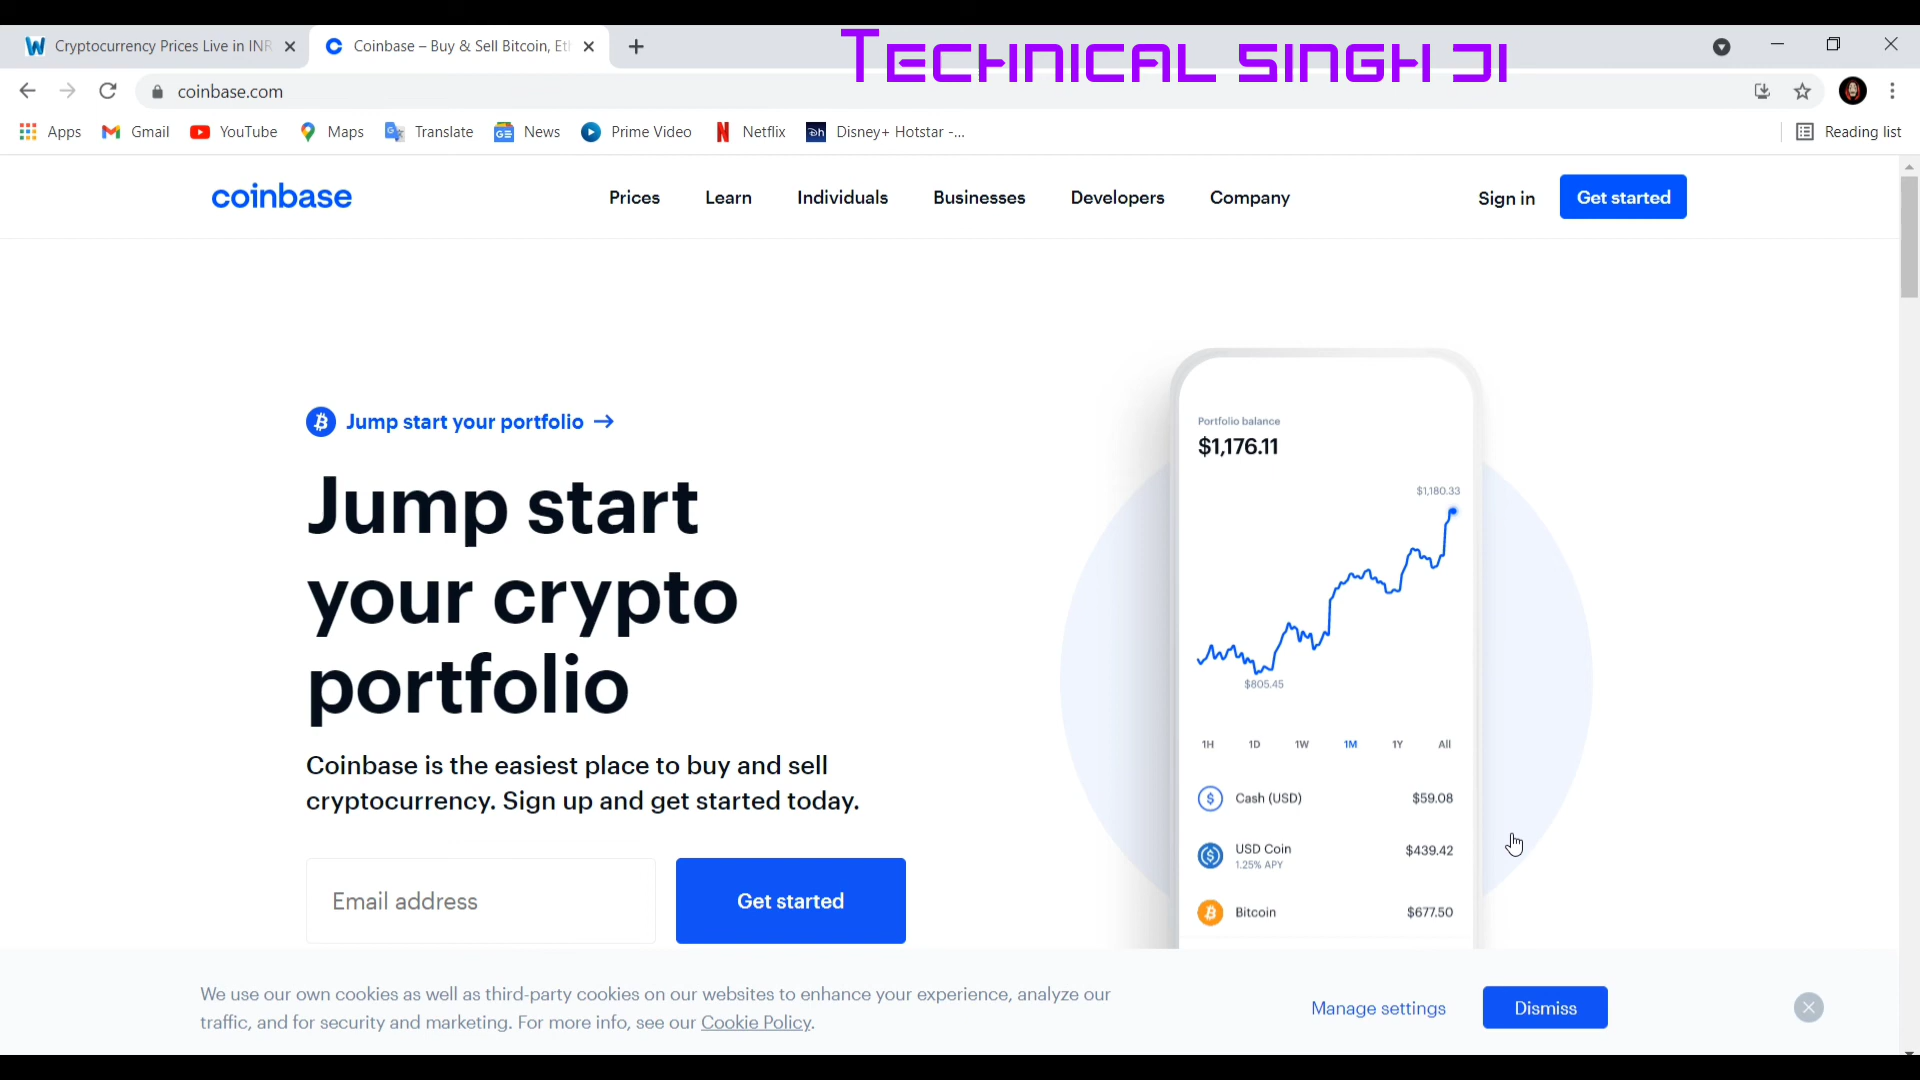 TECHNICAL SINGH JI
Cryptocurrency Prices Live in INR
Coinbase – Buy & Sell Bitcoin, Et
coinbase.com
Apps Gmail YouTube Maps Translate News Prime Video Netflix Disney+ Hotstar -... Reading list
coinbase Prices Learn Individuals Businesses Developers Company Sign in Get started
Jump start your portfolio →
Jump start
your crypto
portfolio
Coinbase is the easiest place to buy and sell
cryptocurrency. Sign up and get started today.
Email address Get started
Portfolio balance
$1,176.11
$1,180.33
$805.45
1H 1D 1W 1M 1Y All
Cash (USD) $59.08
USD Coin $439.42
1.25% APY
Bitcoin $677.50
We use our own cookies as well as third-party cookies on our websites to enhance your experience, analyze our
traffic, and for security and marketing. For more info, see our Cookie Policy.
Manage settings Dismiss